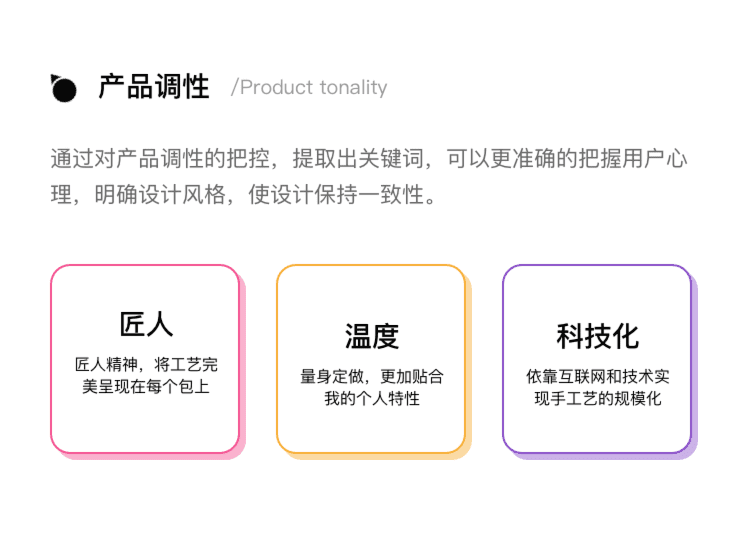 产品调性 /Product tonality
通过对产品调性的把控，提取出关键词，可以更准确的把握用户心
理，明确设计风格，使设计保持一致性。
匠人
匠人精神，将工艺完
美呈现在每个包上
温度
量身定做，更加贴合
我的个人特性
科技化
依靠互联网和技术实
现手工艺的规模化